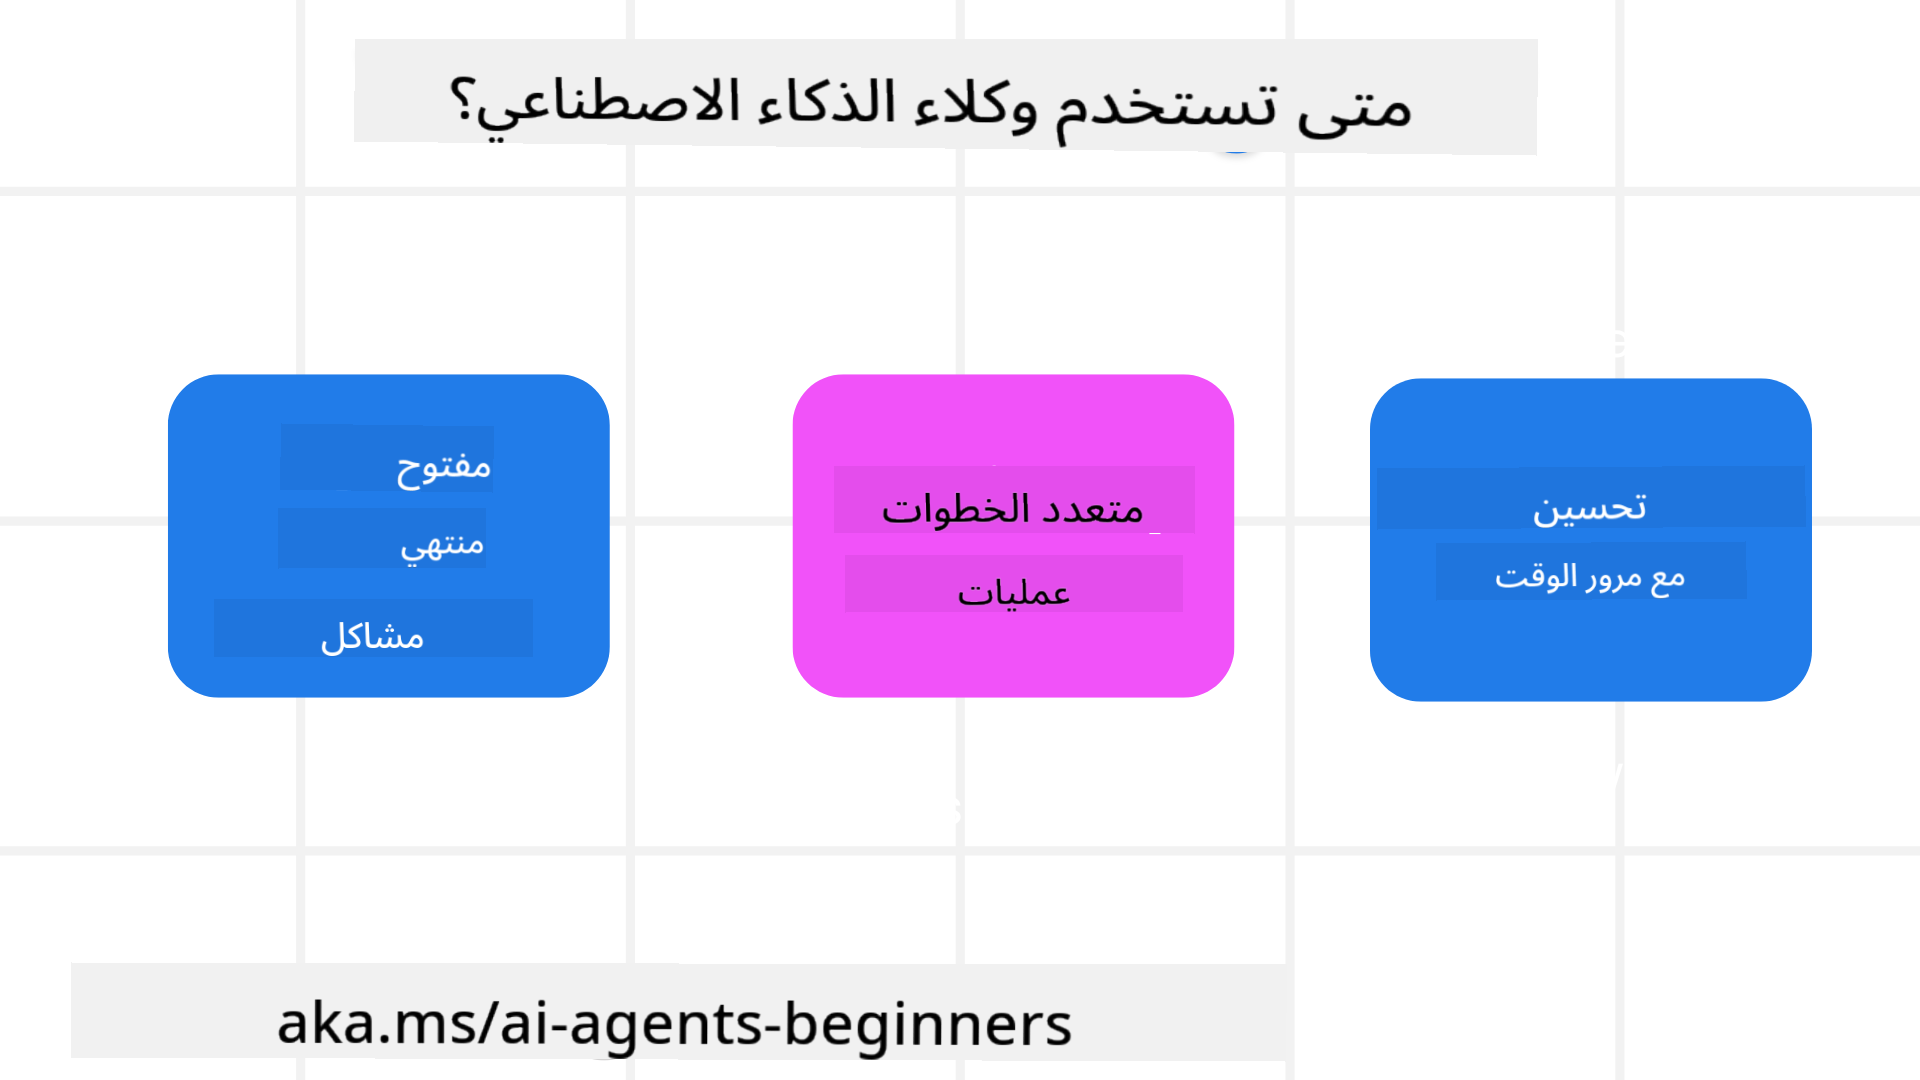 متى تستخدم وكلاء الذكاء الاصطناعي؟
مفتوح
منتهي
مشاكل
متعدد الخطوات
عمليات
تحسين
مع مرور الوقت
aka.ms/ai-agents-beginners